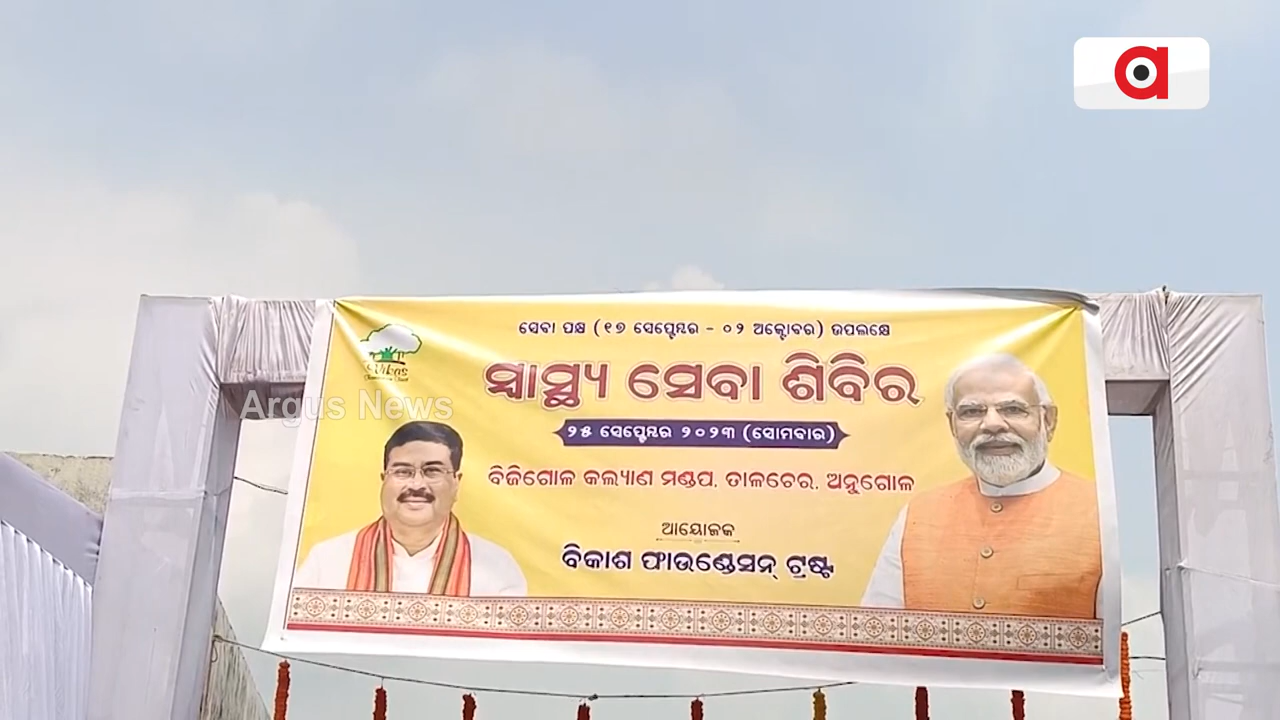 ସେବା ପକ୍ଷ (୧୭ ସେପ୍ଟେମ୍ବର - ୦୨ ଅକ୍ଟୋବର) ଉପଲକ୍ଷେ
ସ୍ୱାସ୍ଥ୍ୟ ସେବା ଶିବିର
୨୫ ସେପ୍ଟେମ୍ବର ୨୦୨୩ (ସୋମବାର)
ବିଜିଗୋଳ କଲ୍ୟାଣ ମଣ୍ଡପ, ତାଳଚେର, ଅନୁଗୋଳ
ଆୟୋଜକ
ବିକାଶ ଫାଉଣ୍ଡେସନ୍ ଟ୍ରଷ୍ଟ
Vikas
Argus News
a